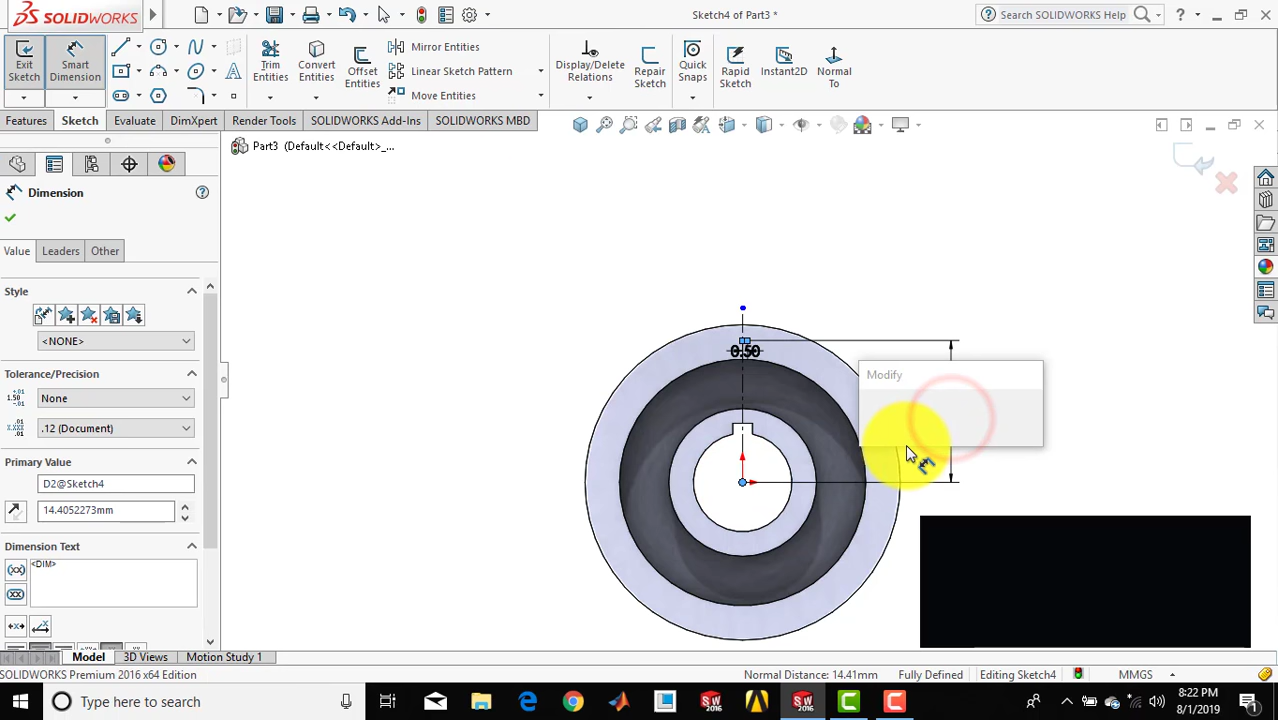 SOLIDWORKS
Sketch4 of Part3 *
Search SOLIDWORKS Help
Exit Sketch
Smart Dimension
Trim Entities
Convert Entities
Offset Entities
Mirror Entities
Linear Sketch Pattern
Move Entities
Display/Delete Relations
Repair Sketch
Quick Snaps
Rapid Sketch
Instant2D
Normal To
Features
Sketch
Evaluate
DimXpert
Render Tools
SOLIDWORKS Add-Ins
SOLIDWORKS MBD
Part3 (Default<<Default>_...
Dimension
Value
Leaders
Other
Style
<NONE>
Tolerance/Precision
None
.12 (Document)
Primary Value
D2@Sketch4
14.4052273mm
Dimension Text
<DIM>
0.50
Modify
Model
3D Views
Motion Study 1
SOLIDWORKS Premium 2016 x64 Edition
Normal Distance: 14.41mm
Fully Defined
Editing Sketch4
MMGS
Type here to search
8:22 PM
8/1/2019